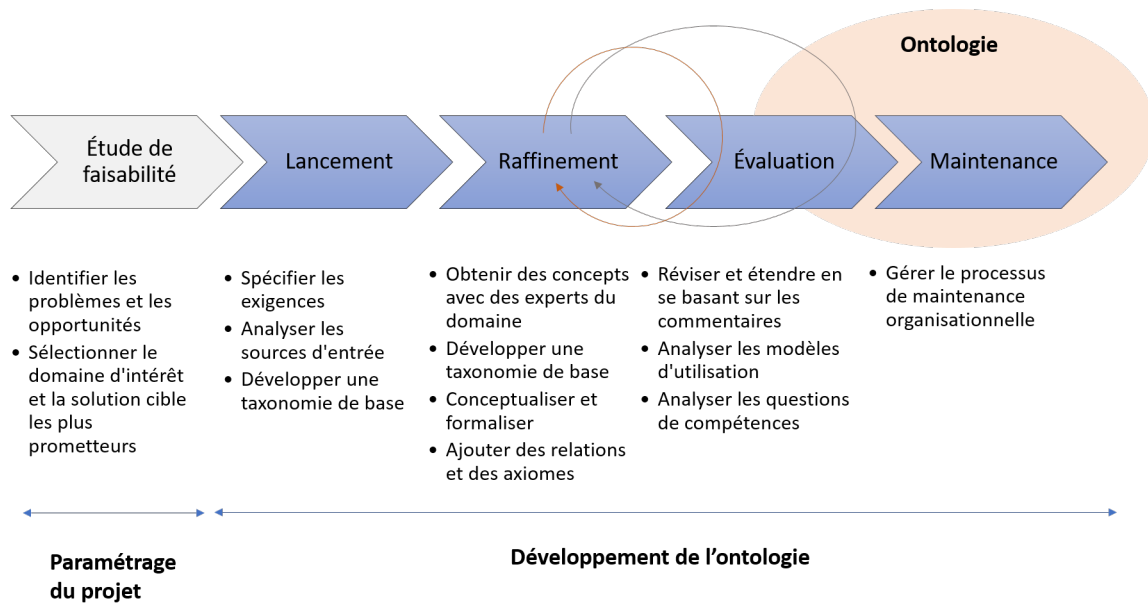 Ontologie
Étude de
faisabilité
Lancement
Raffinement
Évaluation
Maintenance
• Identifier les
problèmes et les
opportunités
• Sélectionner le
domaine d'intérêt
et la solution cible
les plus
prometteurs
• Spécifier les
exigences
• Analyser les
sources d'entrée
• Développer une
taxonomie de base
• Obtenir des concepts
avec des experts du
domaine
• Développer une
taxonomie de base
• Conceptualiser et
formaliser
• Ajouter des relations
et des axiomes
• Réviser et étendre en
se basant sur les
commentaires
• Analyser les modèles
d'utilisation
• Analyser les questions
de compétences
• Gérer le processus
de maintenance
organisationnelle
Paramétrage
du projet
Développement de l’ontologie